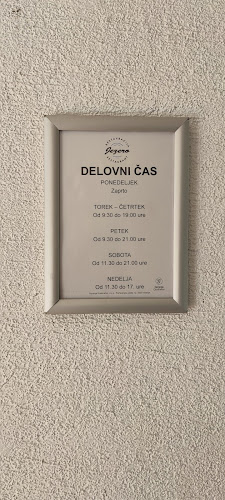 Jezero
DELOVNI ČAS
PONEDELJEK
Zaprto
TOREK – ČETRTEK
Od 9.30 do 19.00 ure
PETEK
Od 9.30 do 21.00 ure
SOBOTA
Od 11.30 do 21.00 ure
NEDELJA
Od 11.30 do 17. ure